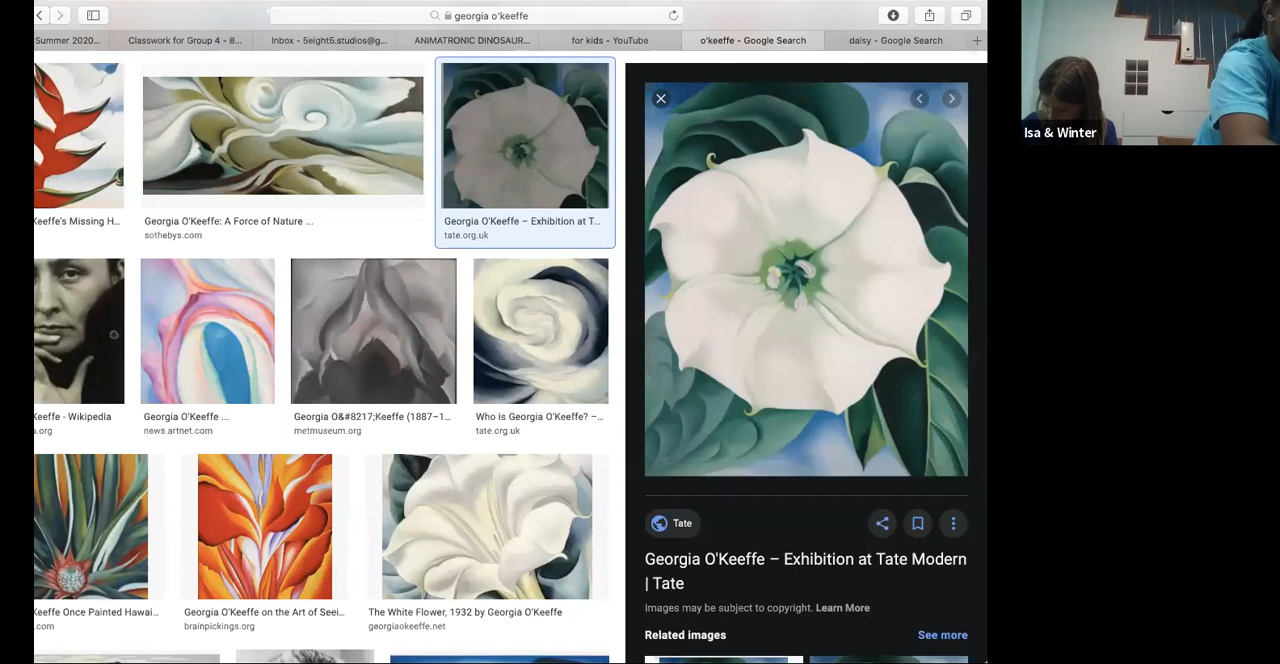 georgia o'keeffe
Summer 2020...
Classwork for Group 4 - 8...
Inbox - 5eight5.studios@g...
ANIMATRONIC DINOSAUR...
for kids - YouTube
o'keeffe - Google Search
daisy - Google Search
Keeffe's Missing H...
Georgia O'Keeffe: A Force of Nature ...
sothebys.com
Georgia O'Keeffe – Exhibition at T...
tate.org.uk
Keeffe - Wikipedia
a.org
Georgia O'Keeffe ...
news.artnet.com
Georgia O&#8217;Keeffe (1887–1...
metmuseum.org
Who is Georgia O'Keeffe? –...
tate.org.uk
Keeffe Once Painted Hawai...
.com
Georgia O'Keeffe on the Art of Seei...
brainpickings.org
The White Flower, 1932 by Georgia O'Keeffe
georgiaokeeffe.net
Tate
Georgia O'Keeffe – Exhibition at Tate Modern
| Tate
Images may be subject to copyright. Learn More
Related images
See more
Isa & Winter